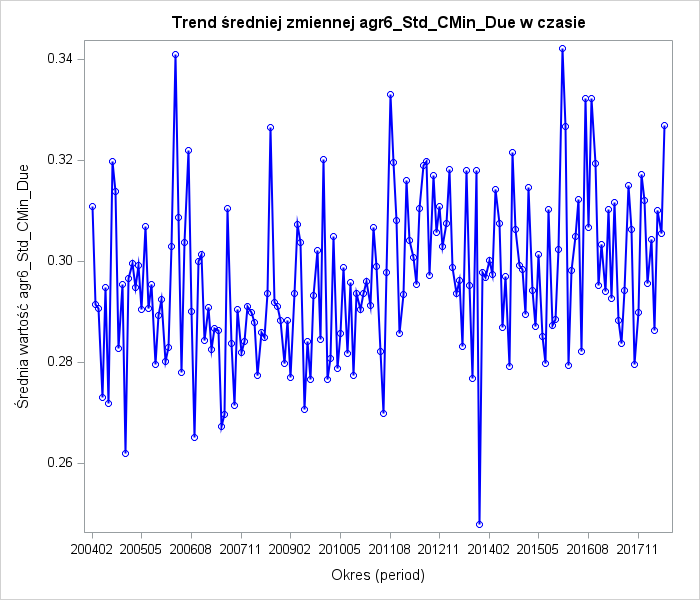 Trend średniej zmiennej agr6_Std_CMin_Due w czasie
Średnia wartość agr6_Std_CMin_Due
0.34
0.32
0.30
0.28
0.26
200402 200505 200608 200711 200902 201005 201108 201211 201402 201505 201608 201711
Okres (period)